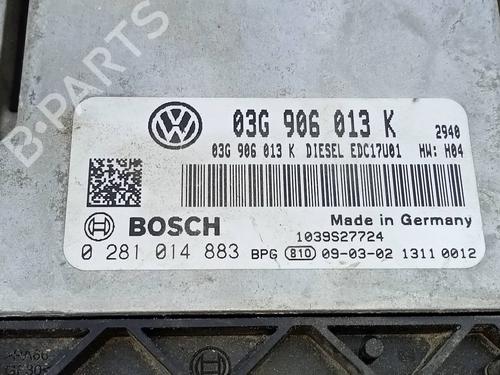 B-PARTS
03G 906 013 K 2940
03G 906 013 K DIESEL EDC17U01 HW: H04
BOSCH
Made in Germany
1039S27724
0 281 014 883 BPG 810 09-03-02 1311 0012